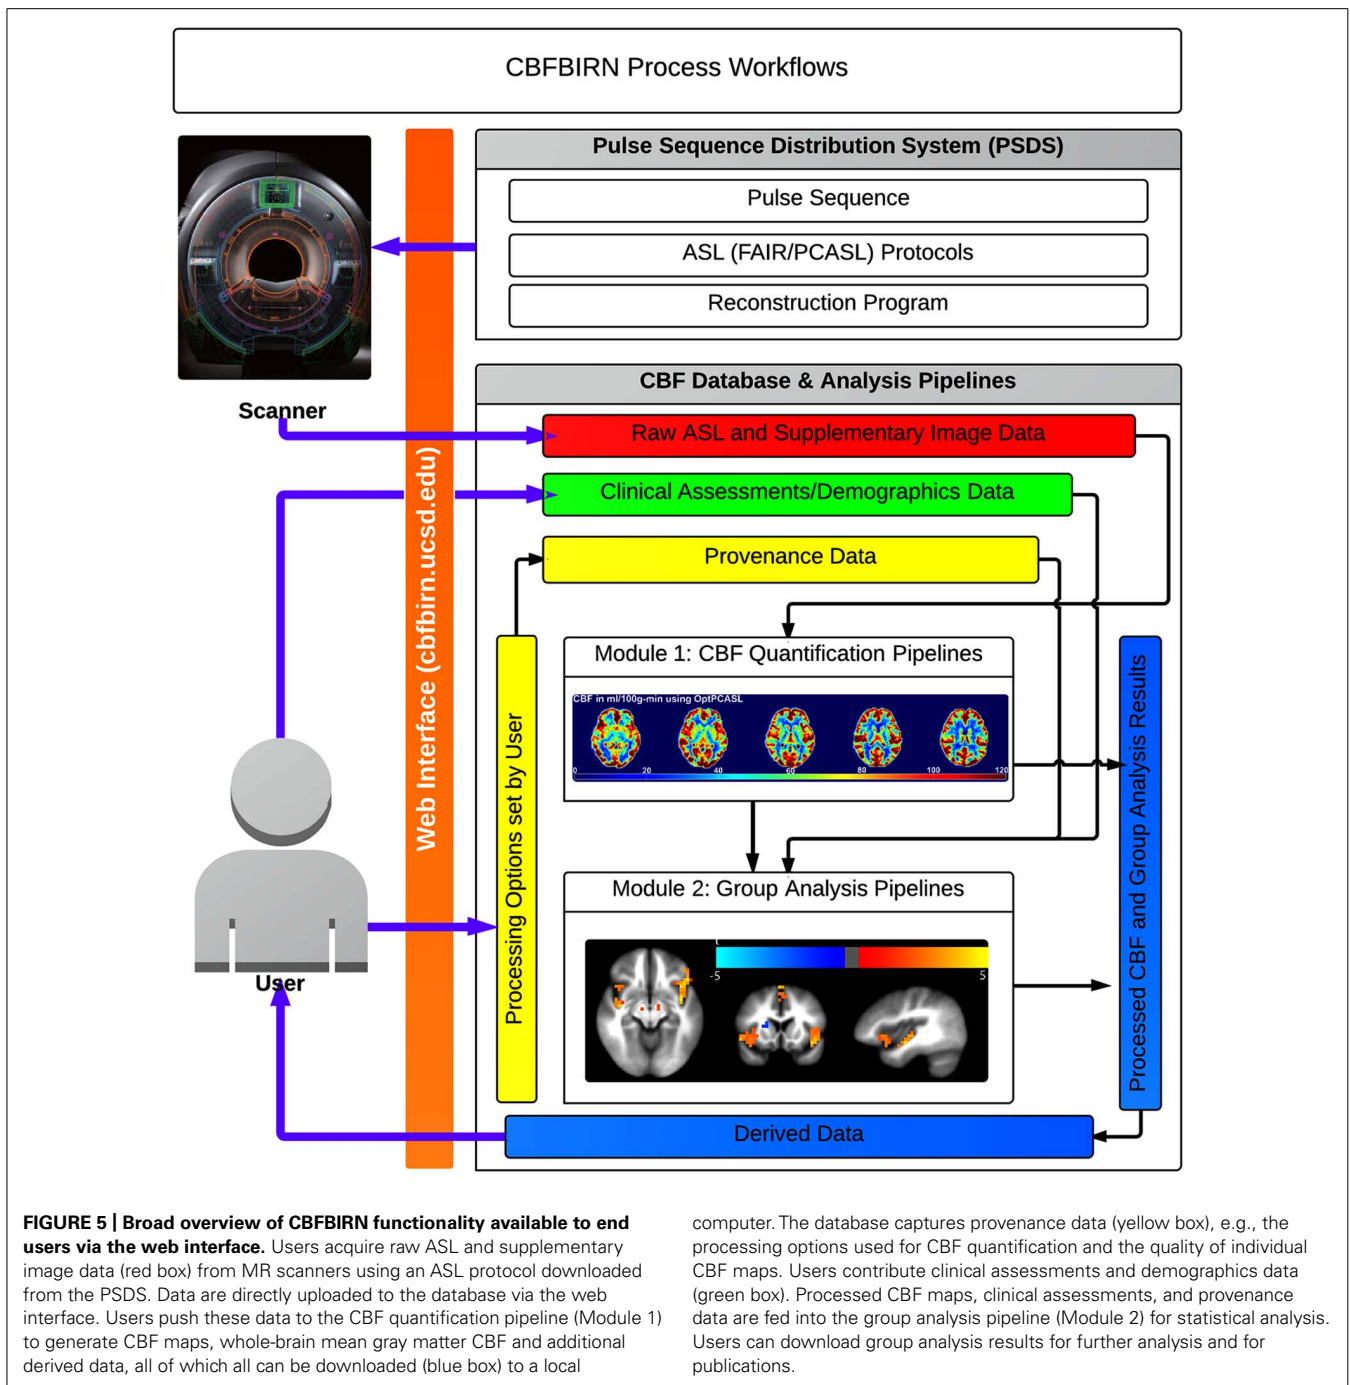 CBFBIRN Process Workflows
Pulse Sequence Distribution System (PSDS)
Pulse Sequence
ASL (FAIR/PCASL) Protocols
Reconstruction Program
Scanner
Web Interface (cbfbirn.ucsd.edu)
CBF Database & Analysis Pipelines
Raw ASL and Supplementary Image Data
Clinical Assessments/Demographics Data
Provenance Data
Processing Options set by User
Module 1: CBF Quantification Pipelines
CBF in ml/100g-min using OptPCASL
0 20 40 60 80 100 120
Processed CBF and Group Analysis Results
Module 2: Group Analysis Pipelines
-5 5
User
Derived Data
FIGURE 5 | Broad overview of CBFBIRN functionality available to end
users via the web interface. Users acquire raw ASL and supplementary
image data (red box) from MR scanners using an ASL protocol downloaded
from the PSDS. Data are directly uploaded to the database via the web
interface. Users push these data to the CBF quantification pipeline (Module 1)
to generate CBF maps, whole-brain mean gray matter CBF and additional
derived data, all of which all can be downloaded (blue box) to a local
computer. The database captures provenance data (yellow box), e.g., the
processing options used for CBF quantification and the quality of individual
CBF maps. Users contribute clinical assessments and demographics data
(green box). Processed CBF maps, clinical assessments, and provenance
data are fed into the group analysis pipeline (Module 2) for statistical analysis.
Users can download group analysis results for further analysis and for
publications.